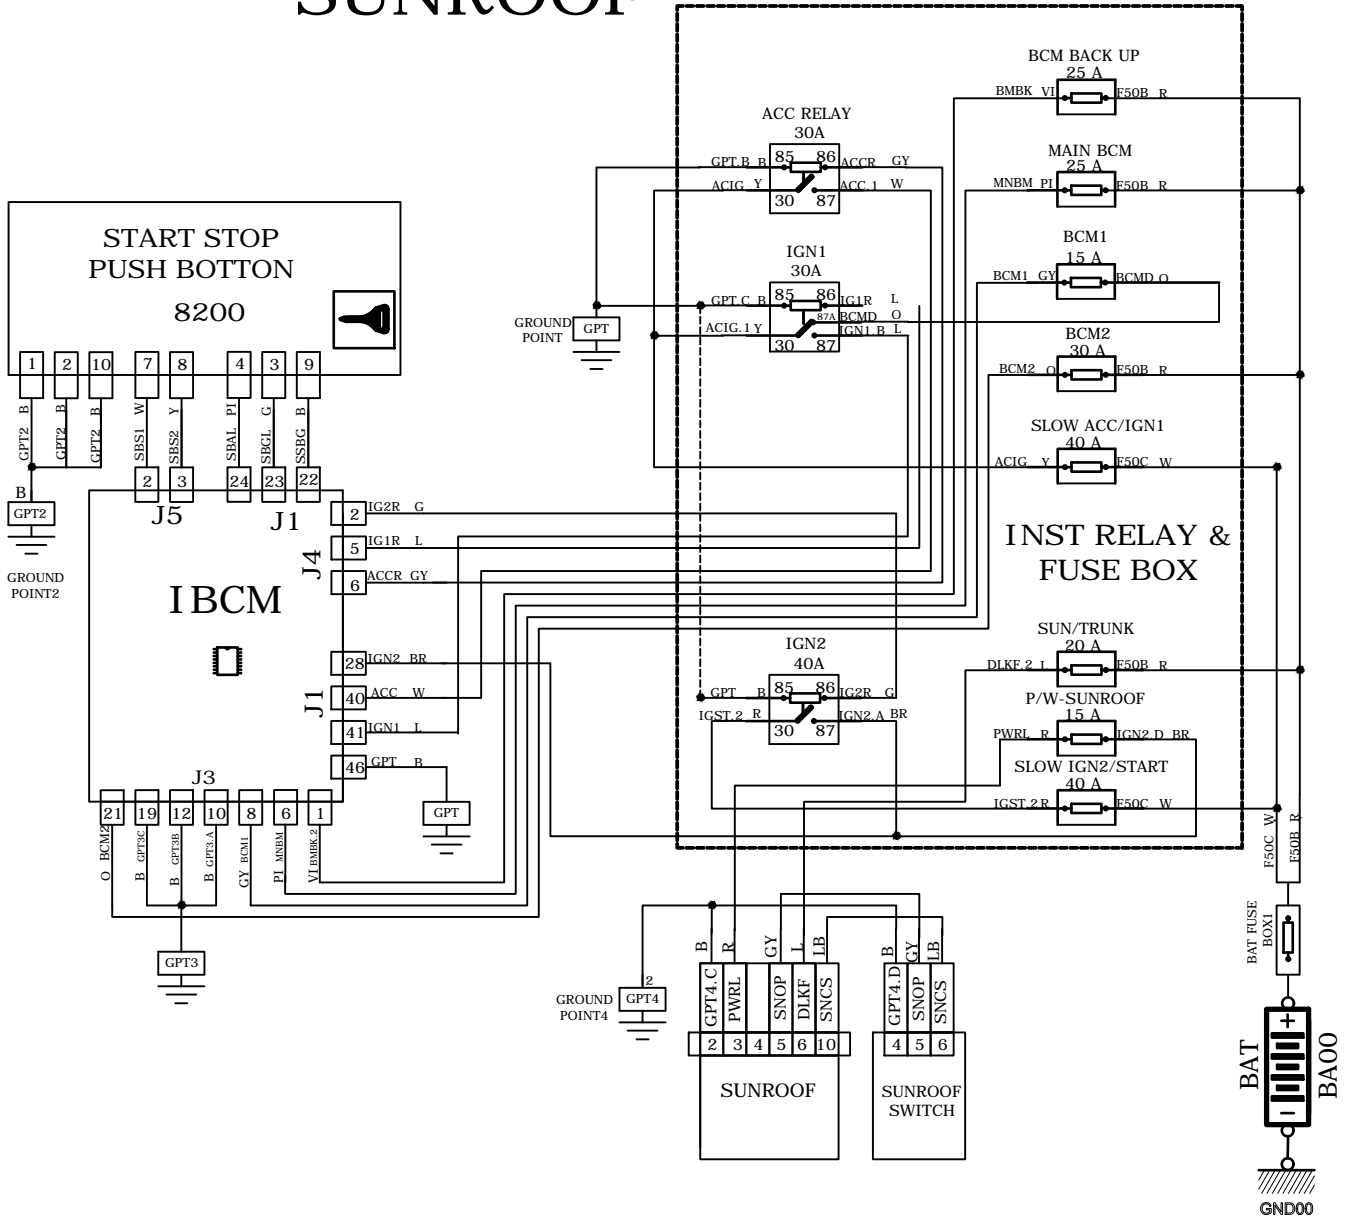 SUNROOF
BCM BACK UP
25 A
BMBK VI
F50B R
ACC RELAY
30A
85 86
GPT.B B
ACCR GY
ACIG Y
ACC.1 W
30 87
MAIN BCM
25 A
MNBM PI
F50B R
START STOP
PUSH BOTTON
8200
IGN1
30A
85 86
GPT.C B
IG1R L
87A
BCMD O
ACIG.1 Y
IGN1.B L
30 87
BCM1
15 A
BCM1 GY
BCMD O
GROUND
POINT
GPT
BCM2
30 A
BCM2 O
F50B R
1 2 10 7 8 4 3 9
GPT2 B
GPT2 B
GPT2 B
SBS1 W
SBS2 Y
SBAL PI
SBGL G
SSBG B
SLOW ACC/IGN1
40 A
ACIG Y
F50C W
2 3 24 23 22
J5
J1
B
GPT2
GROUND
POINT2
2
IG2R G
5
IG1R L
J4
6
ACCR GY
IBCM
INST RELAY &
FUSE BOX
28
IGN2 BR
40
ACC W
J1
41
IGN1 L
46
GPT B
GPT
IGN2
40A
85 86
GPT B
IG2R G
IGST.2 R
IGN2.A BR
30 87
SUN/TRUNK
20 A
DLKF.2 L
F50B R
P/W-SUNROOF
15 A
PWRL R
IGN2.D BR
SLOW IGN2/START
40 A
IGST.2 R
F50C W
J3
21 19 12 10 8 6 1
O BCM2
B GPT3C
B GPT3B
B GPT3.A
GY BCM1
PI MNBM
VI BMBK.2
GPT3
F50C W
F50B R
BAT FUSE
BOX1
GROUND
POINT4
2
GPT4
B R GY L LB
GPT4.C
PWRL
SNOP
DLKF
SNCS
2 3 4 5 6 10
SUNROOF
B GY LB
GPT4.D
SNOP
SNCS
4 5 6
SUNROOF
SWITCH
BAT
+
−
BA00
GND00